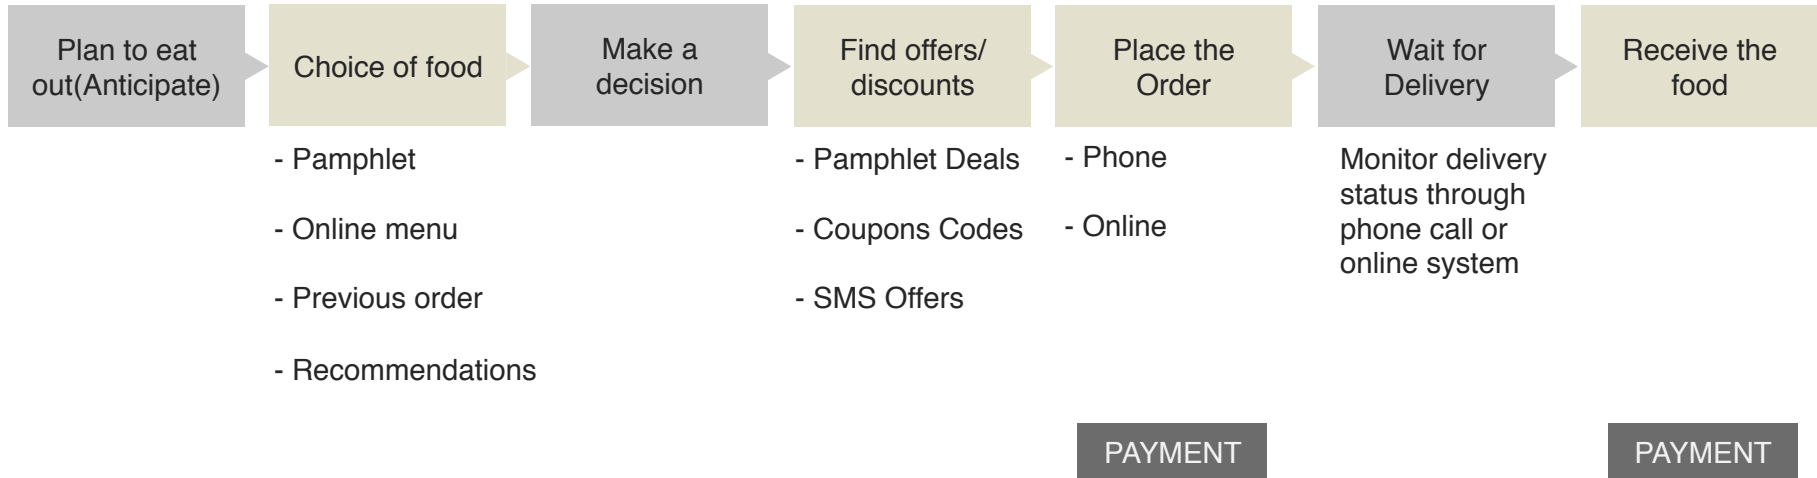 Plan to eat
out(Anticipate)
Choice of food
Make a
decision
Find offers/
discounts
Place the
Order
Wait for
Delivery
Receive the
food
- Pamphlet
- Online menu
- Previous order
- Recommendations
- Pamphlet Deals
- Coupons Codes
- SMS Offers
- Phone
- Online
Monitor delivery
status through
phone call or
online system
PAYMENT
PAYMENT